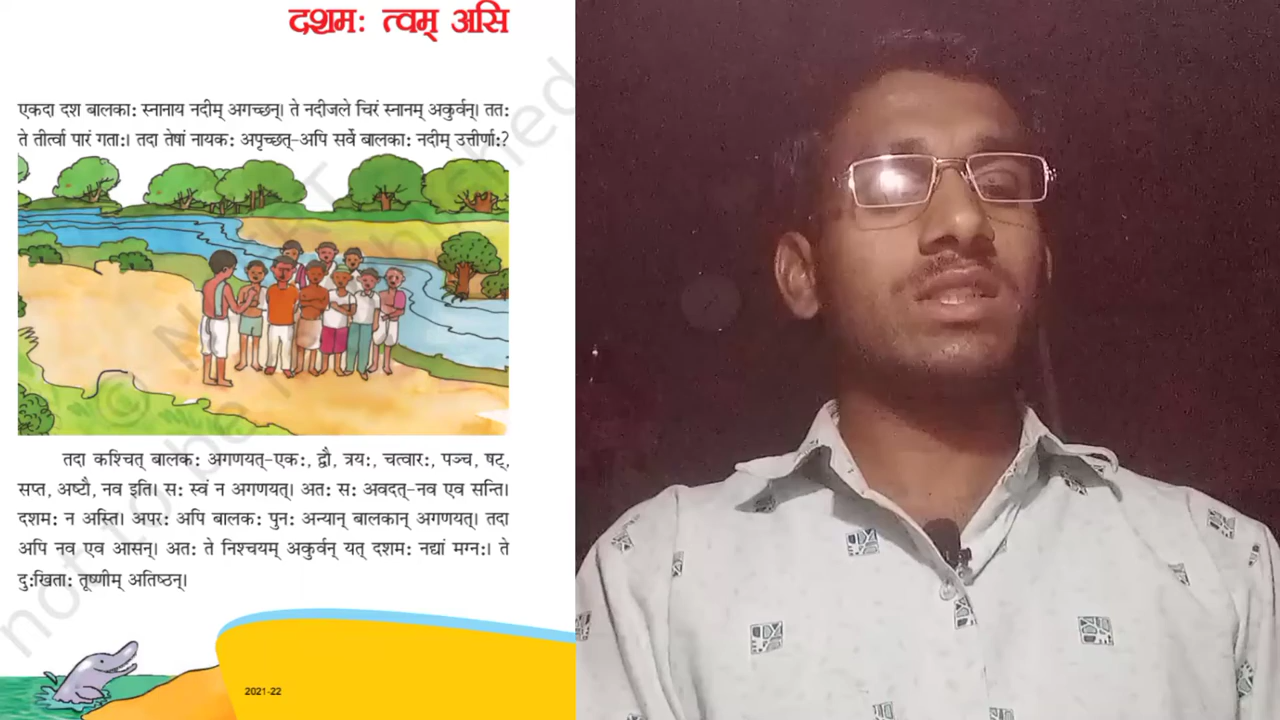 दशमः त्वम् असि
एकदा दश बालकाः स्नानाय नदीम् अगच्छन्। ते नदीजले चिरं स्नानम् अकुर्वन्। ततः
ते तीर्त्वा पारं गताः। तदा तेषां नायकः अपृच्छत्-अपि सर्वे बालकाः नदीम् उत्तीर्णाः?
तदा कश्चित् बालकः अगणयत्-एकः, द्वौ, त्रयः, चत्वारः, पञ्च, षट्,
सप्त, अष्टौ, नव इति। सः स्वं न अगणयत्। अतः सः अवदत्-नव एव सन्ति।
दशमः न अस्ति। अपरः अपि बालकः पुनः अन्यान् बालकान् अगणयत्। तदा
अपि नव एव आसन्। अतः ते निश्चयम् अकुर्वन् यत् दशमः नद्यां मग्नः। ते
दुःखिताः तूष्णीम् अतिष्ठन्।
2021-22